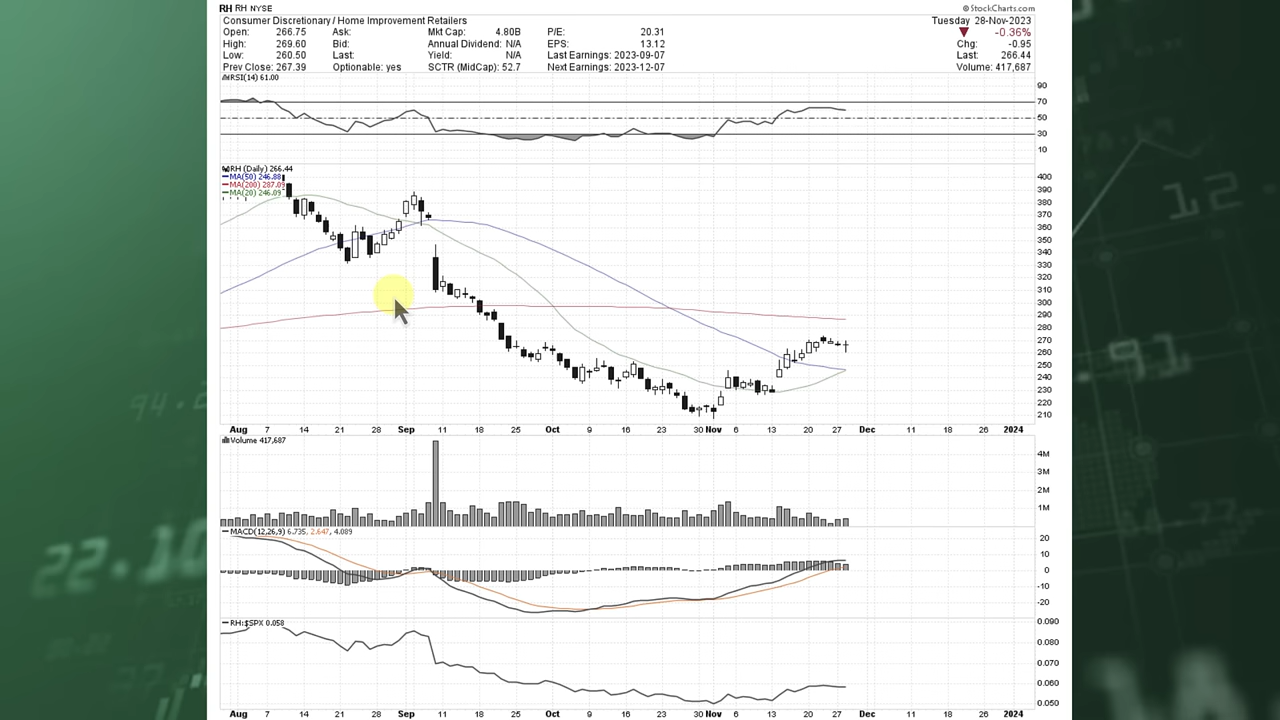 RH RH NYSE
© StockCharts.com
Consumer Discretionary / Home Improvement Retailers
Tuesday 28-Nov-2023
Open: 266.75 Ask: Mkt Cap: 4.80B P/E: 20.31 ▼ -0.36%
High: 269.60 Bid: Annual Dividend: N/A EPS: 13.12 Chg: -0.95
Low: 260.50 Last: Yield: N/A Last Earnings: 2023-09-07 Last: 266.44
Prev Close: 267.39 Optionable: yes SCTR (MidCap): 52.7 Next Earnings: 2023-12-07 Volume: 417,687
RSI(14) 61.00
90
70
50
30
10
RH (Daily) 266.44
MA(50) 246.88
MA(200) 287.09
MA(20) 246.09
400
390
380
370
360
350
340
330
320
310
300
290
280
270
260
250
240
230
220
210
Aug 7 14 21 28 Sep 11 18 25 Oct 9 16 23 30 Nov 6 13 20 27 Dec 11 18 26 2024
Volume 417,687
4M
3M
2M
1M
MACD(12,26,9) 6.735, 2.647, 4.089
20
10
0
-10
-20
RH:$SPX 0.058
0.090
0.080
0.070
0.060
0.050
Aug 7 14 21 28 Sep 11 18 25 Oct 9 16 23 30 Nov 6 13 20 27 Dec 11 18 26 2024
94.2
22.10
37
12
.91